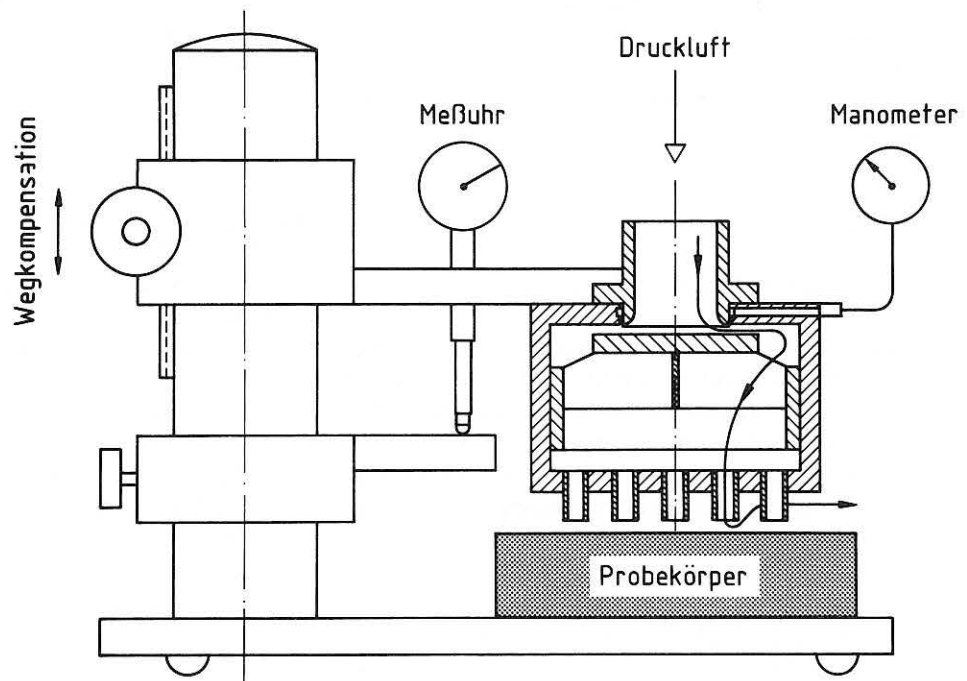 Druckluft
Meßuhr
Manometer
Wegkompensation
Probekörper